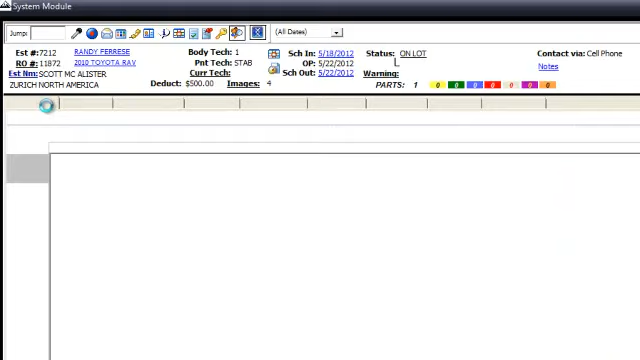 System Module
Jump: (All Dates)
Est #: 7212 RANDY FERRESE Body Tech: 1 Sch In: 5/18/2012 Status: ON LOT Contact via: Cell Phone
RO #: 11872 2010 TOYOTA RAV Pnt Tech: STAB OP: 5/22/2012 Notes
Est Nm: SCOTT MC ALISTER Curr Tech: Sch Out: 5/22/2012 Warning:
ZURICH NORTH AMERICA Deduct: $500.00 Images: 4 PARTS: 1 0 0 0 0 0 0 0